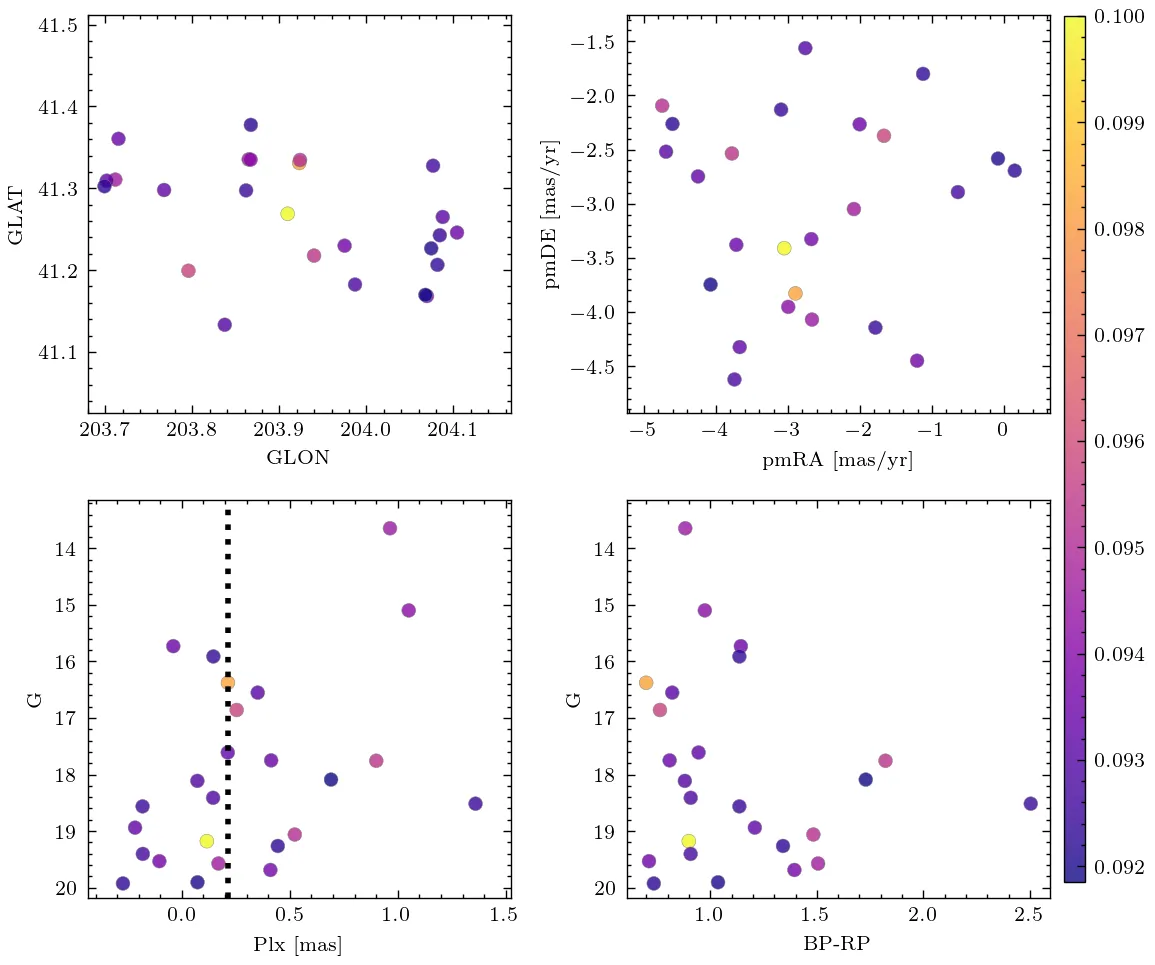 41.5
41.4
41.3
41.2
41.1
GLAT
203.7 203.8 203.9 204.0 204.1
GLON
−1.5
−2.0
−2.5
−3.0
−3.5
−4.0
−4.5
pmDE [mas/yr]
−5 −4 −3 −2 −1 0
pmRA [mas/yr]
14
15
16
17
18
19
20
G
0.0 0.5 1.0 1.5
Plx [mas]
14
15
16
17
18
19
20
G
1.0 1.5 2.0 2.5
BP-RP
0.100
0.099
0.098
0.097
0.096
0.095
0.094
0.093
0.092